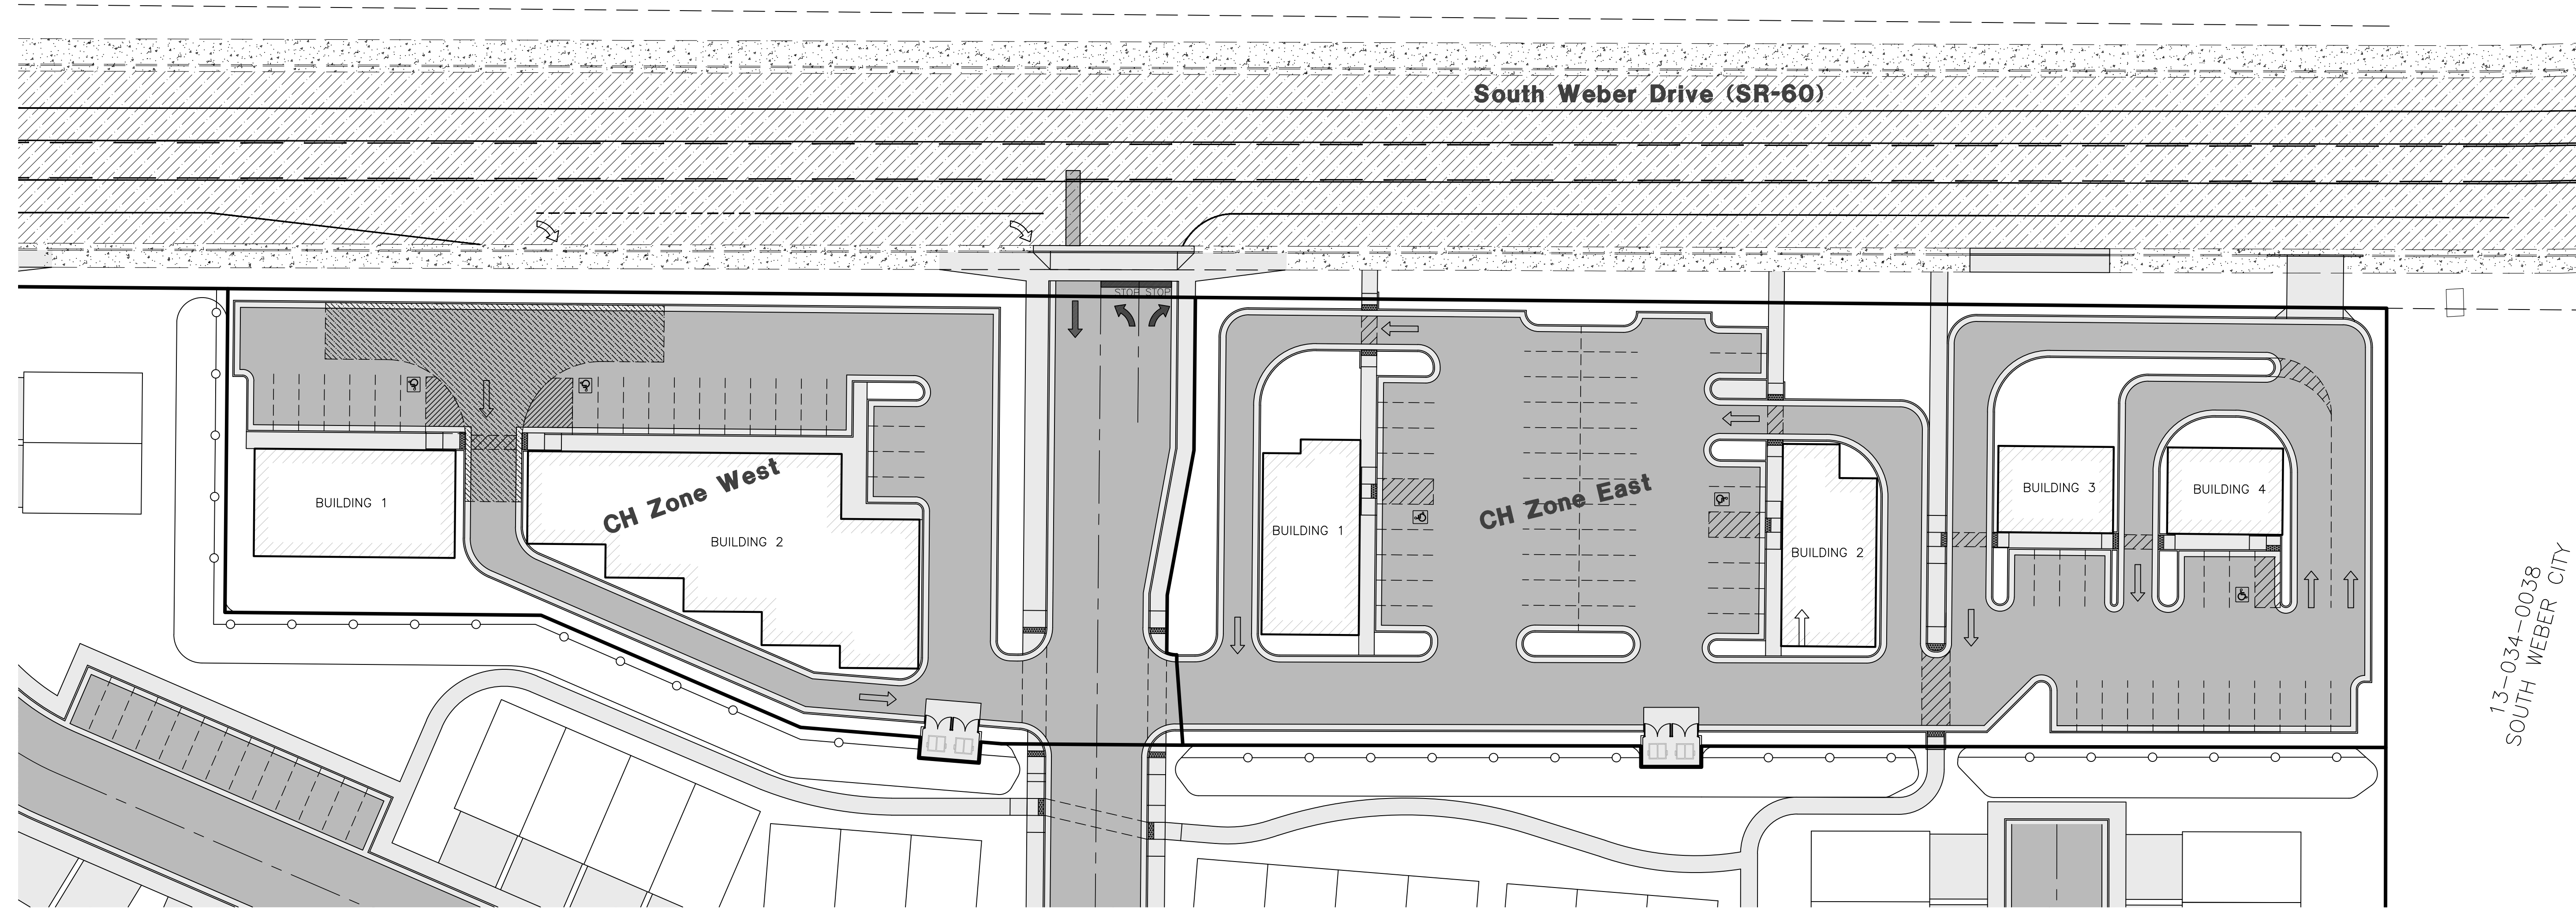 South Weber Drive (SR-60)
STOP STOP
BUILDING 1
CH Zone West
BUILDING 2
BUILDING 1
CH Zone East
BUILDING 2
BUILDING 3
BUILDING 4
13-034-0038
SOUTH WEBER CITY